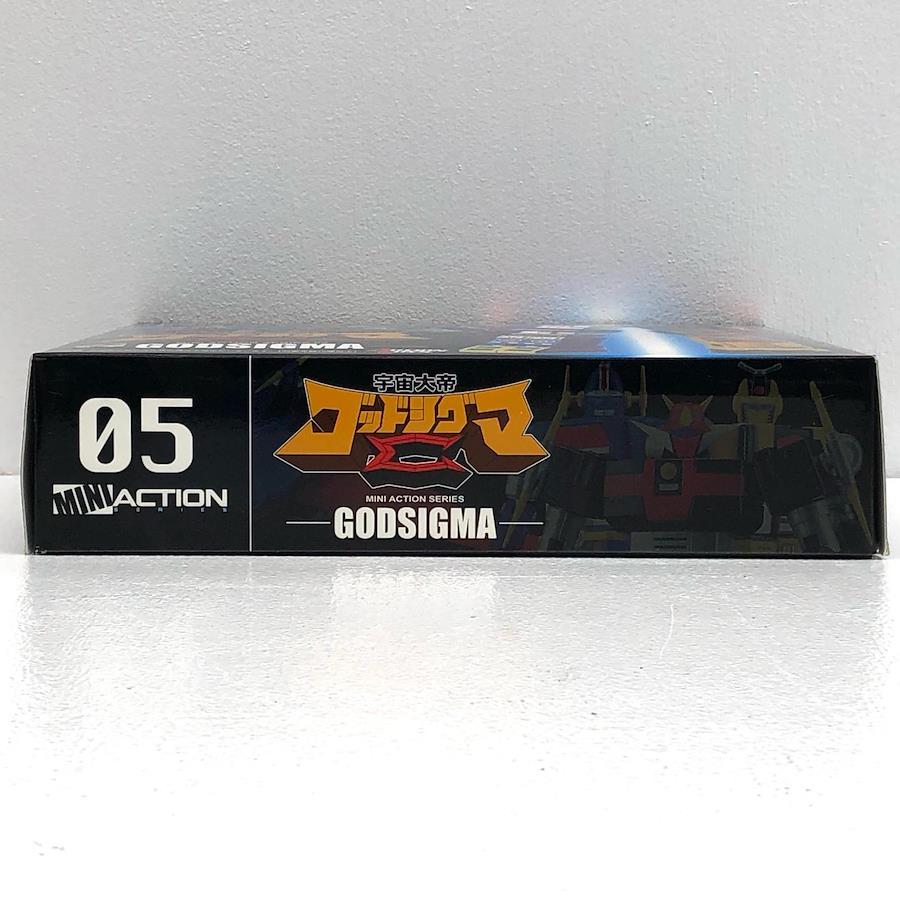 GODSIGMA
05
MINI ACTION
SERIES
宇宙大帝
ゴッドシグマ
MINI ACTION SERIES
GODSIGMA